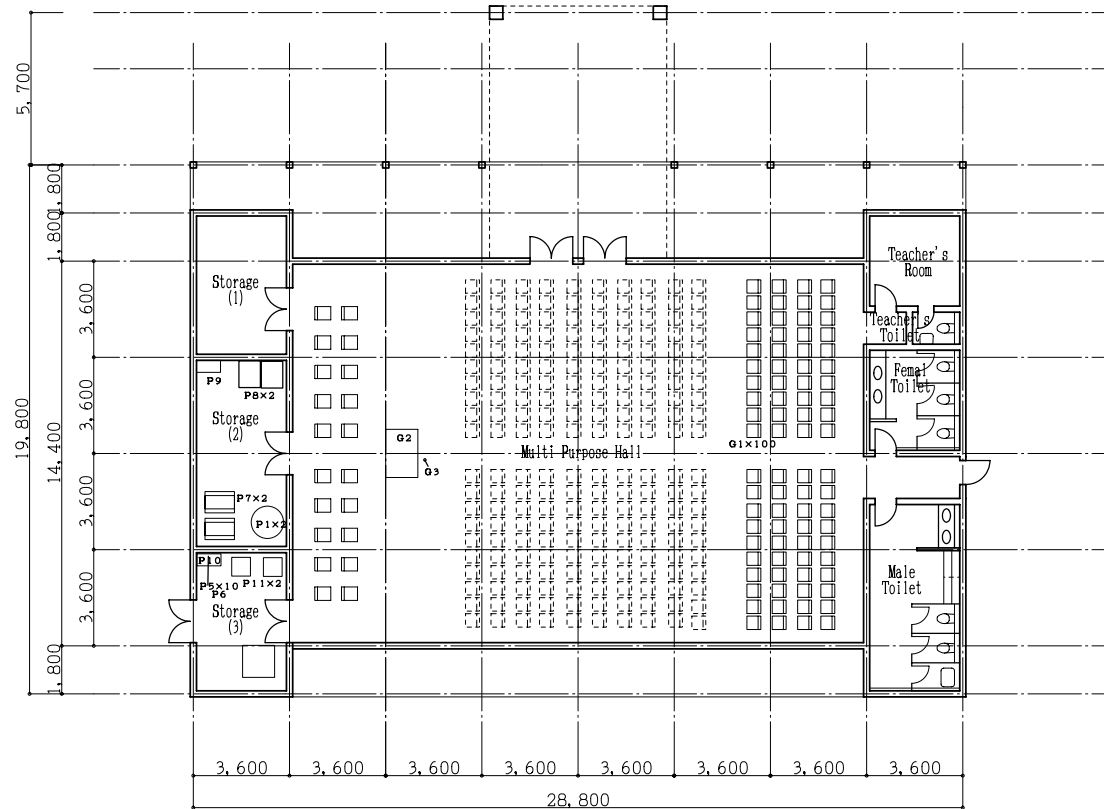 5,700
1,800
1,800
Teacher's
Room
Storage
(1)
3,600
Teacher's
Toilet
P9
P8×2
Femal
Toilet
3,600
Storage
(2)
G2
G1×100
19,800
14,400
Multi Purpose Hall
G3
3,600
P7×2
P1×2
P10
P5×10
P11×2
P6
Male
Toilet
3,600
Storage
(3)
1,800
3,600
3,600
3,600
3,600
3,600
3,600
3,600
3,600
28,800